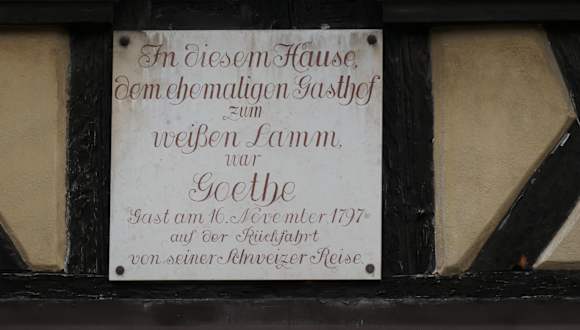 In diesem Hause,
dem ehemaligen Gasthof
zum
weißen Lamm,
war
Goethe
Gast am 16. November 1797
auf der Rückfahrt
von seiner Schweizer Reise.